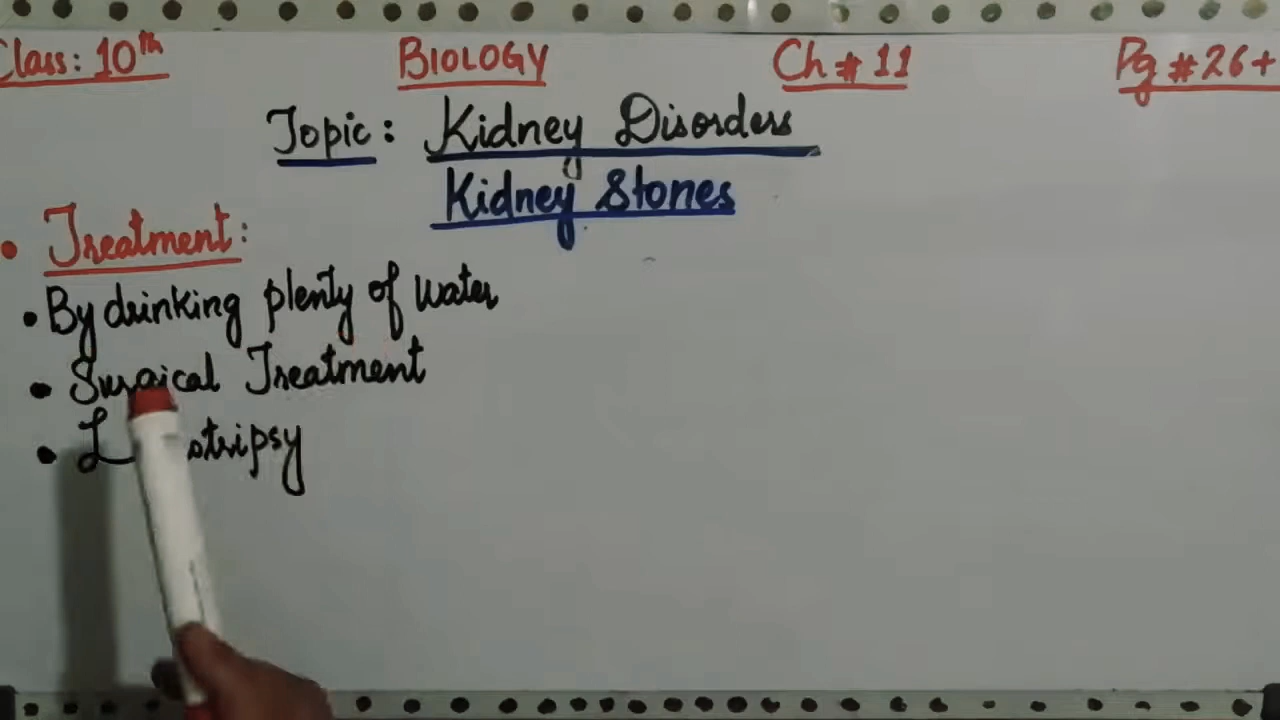 Class: 10th BIOLOGY Ch # 11 Pg # 26+
Topic: Kidney Disorders
Kidney Stones
• Treatment:
• By drinking plenty of water
• Surgical Treatment
•